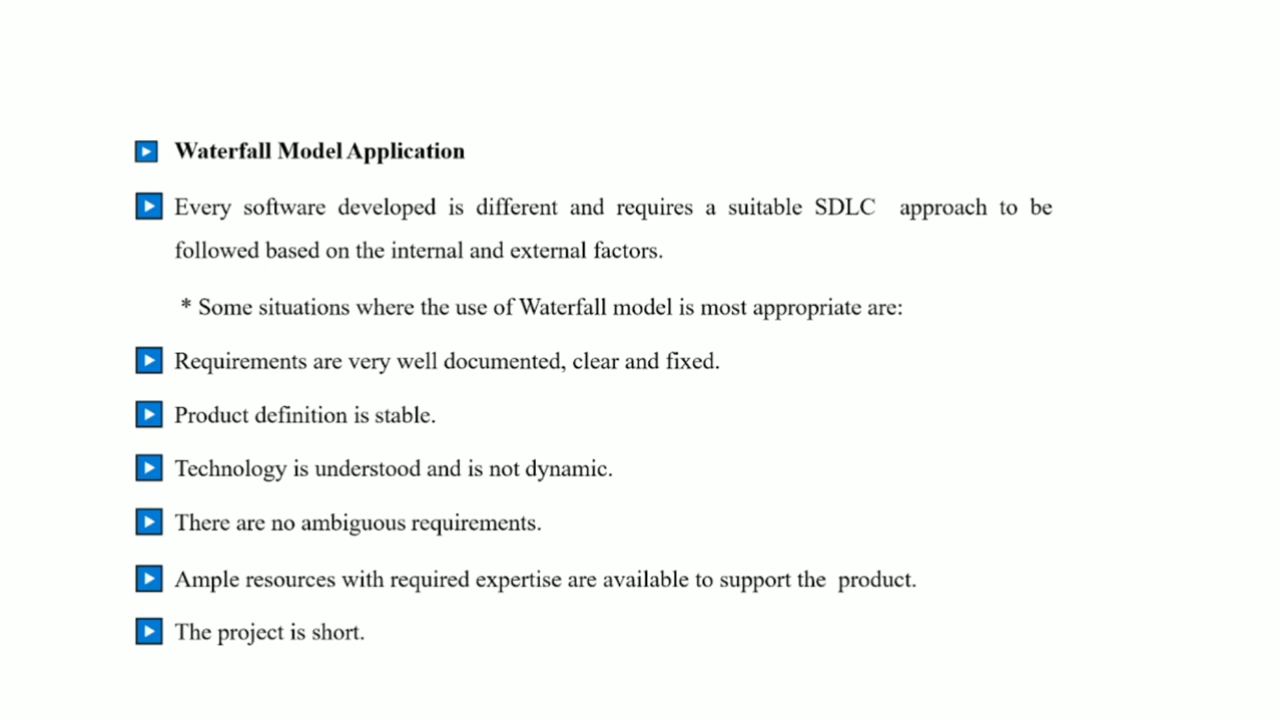 Waterfall Model Application
Every software developed is different and requires a suitable SDLC approach to be
followed based on the internal and external factors.
* Some situations where the use of Waterfall model is most appropriate are:
Requirements are very well documented, clear and fixed.
Product definition is stable.
Technology is understood and is not dynamic.
There are no ambiguous requirements.
Ample resources with required expertise are available to support the product.
The project is short.